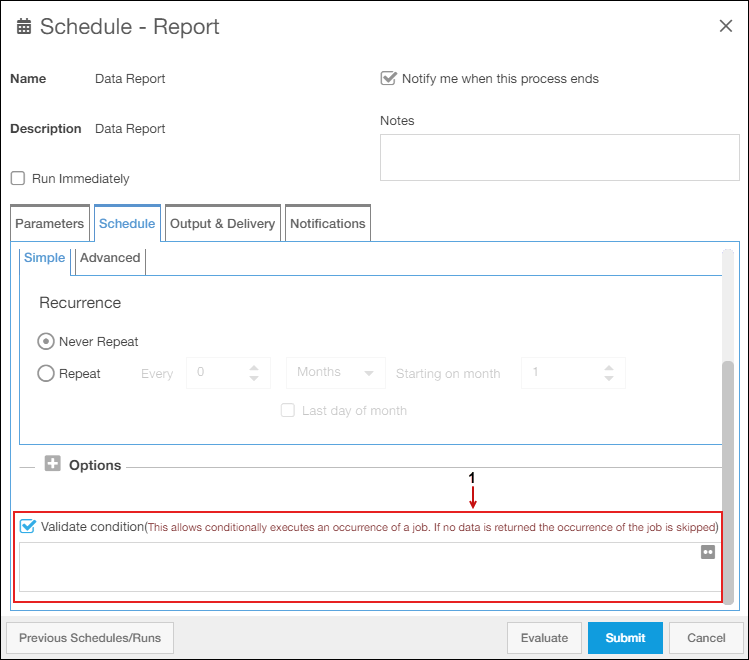 Schedule - Report
Name Data Report
Notify me when this process ends
Description Data Report
Notes
Run Immediately
Parameters Schedule Output & Delivery Notifications
Simple Advanced
Recurrence
Never Repeat
Repeat Every 0 Months Starting on month 1
Last day of month
Options
1
Validate condition(This allows conditionally executes an occurrence of a job. If no data is returned the occurrence of the job is skipped)
Previous Schedules/Runs Evaluate Submit Cancel